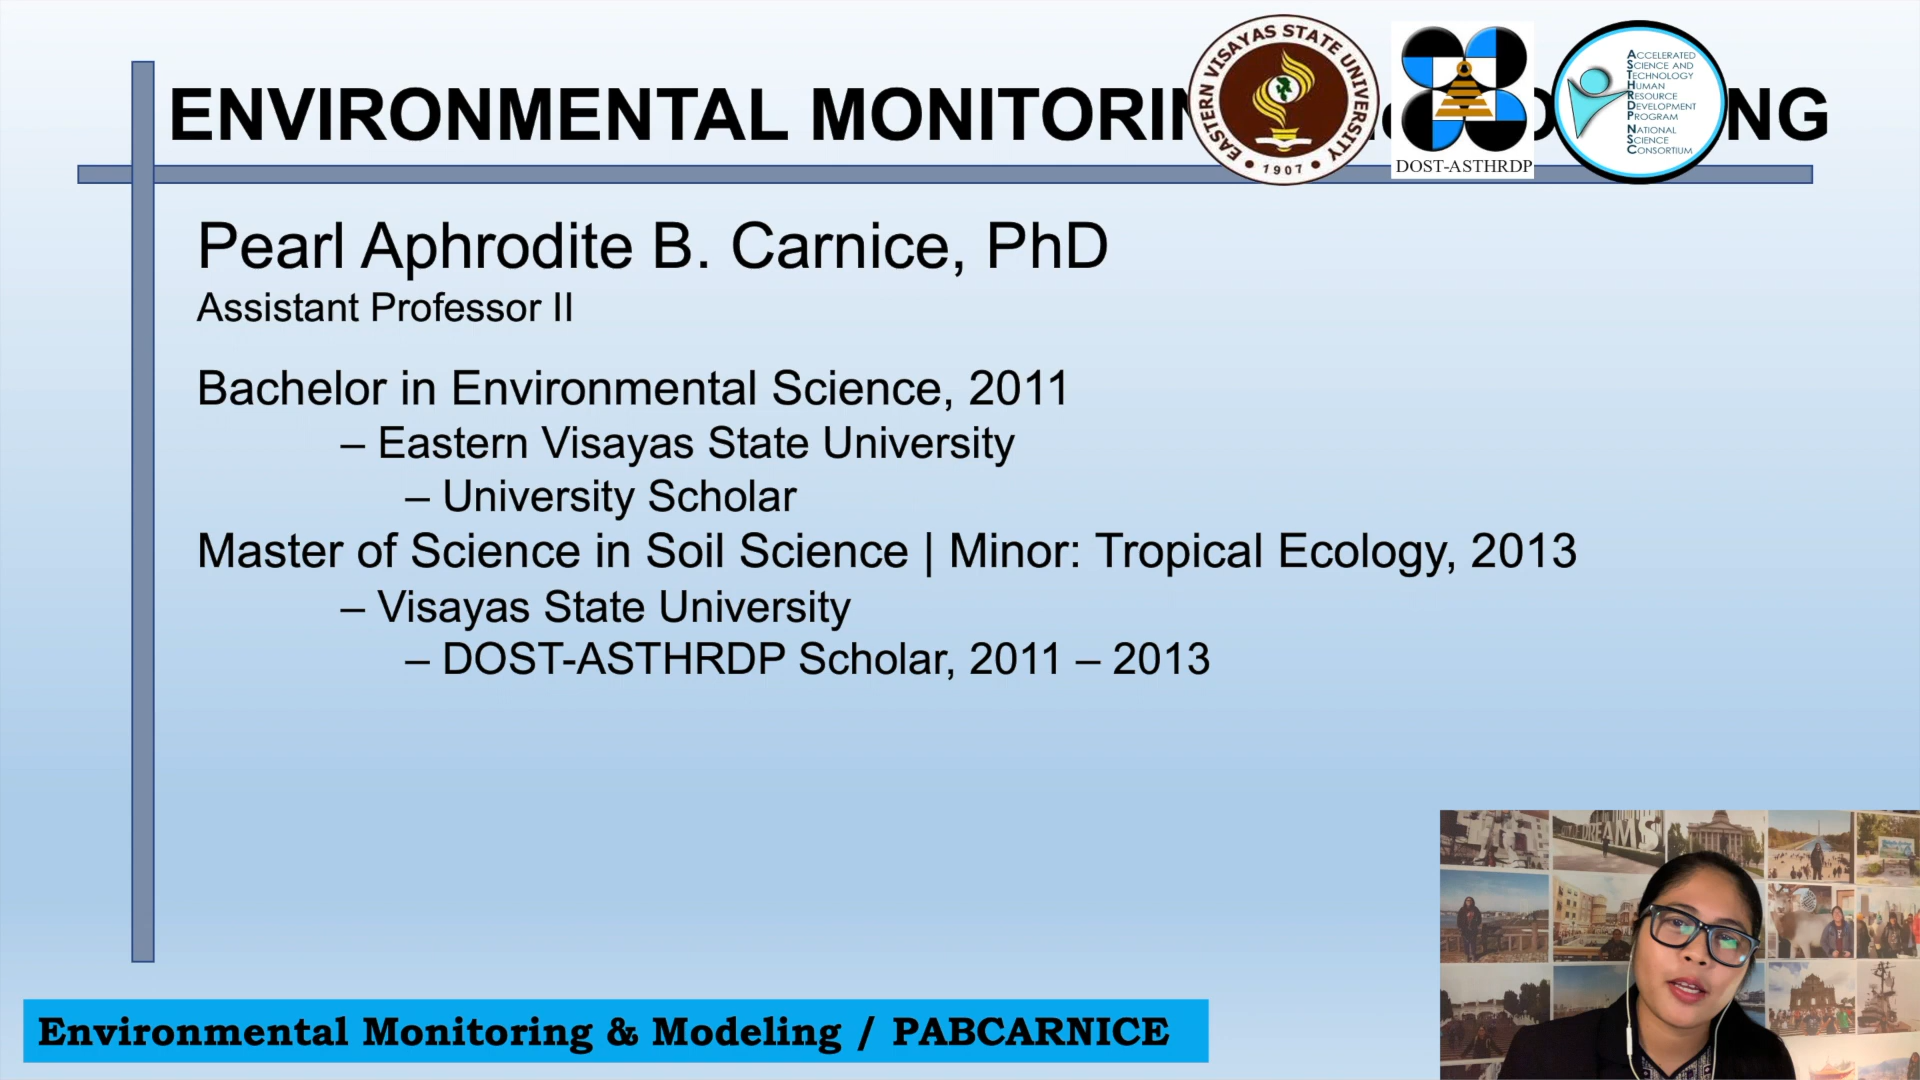 ENVIRONMENTAL MONITORING
EASTERN VISAYAS STATE UNIVERSITY
• 1907 •
DOST-ASTHRDP
ACCELERATED
SCIENCE AND
TECHNOLOGY
HUMAN
RESOURCE
DEVELOPMENT
PROGRAM
NATIONAL
SCIENCE
CONSORTIUM
Pearl Aphrodite B. Carnice, PhD
Assistant Professor II
Bachelor in Environmental Science, 2011
– Eastern Visayas State University
– University Scholar
Master of Science in Soil Science | Minor: Tropical Ecology, 2013
– Visayas State University
– DOST-ASTHRDP Scholar, 2011 – 2013
DREAMS
Environmental Monitoring & Modeling / PABCARNICE